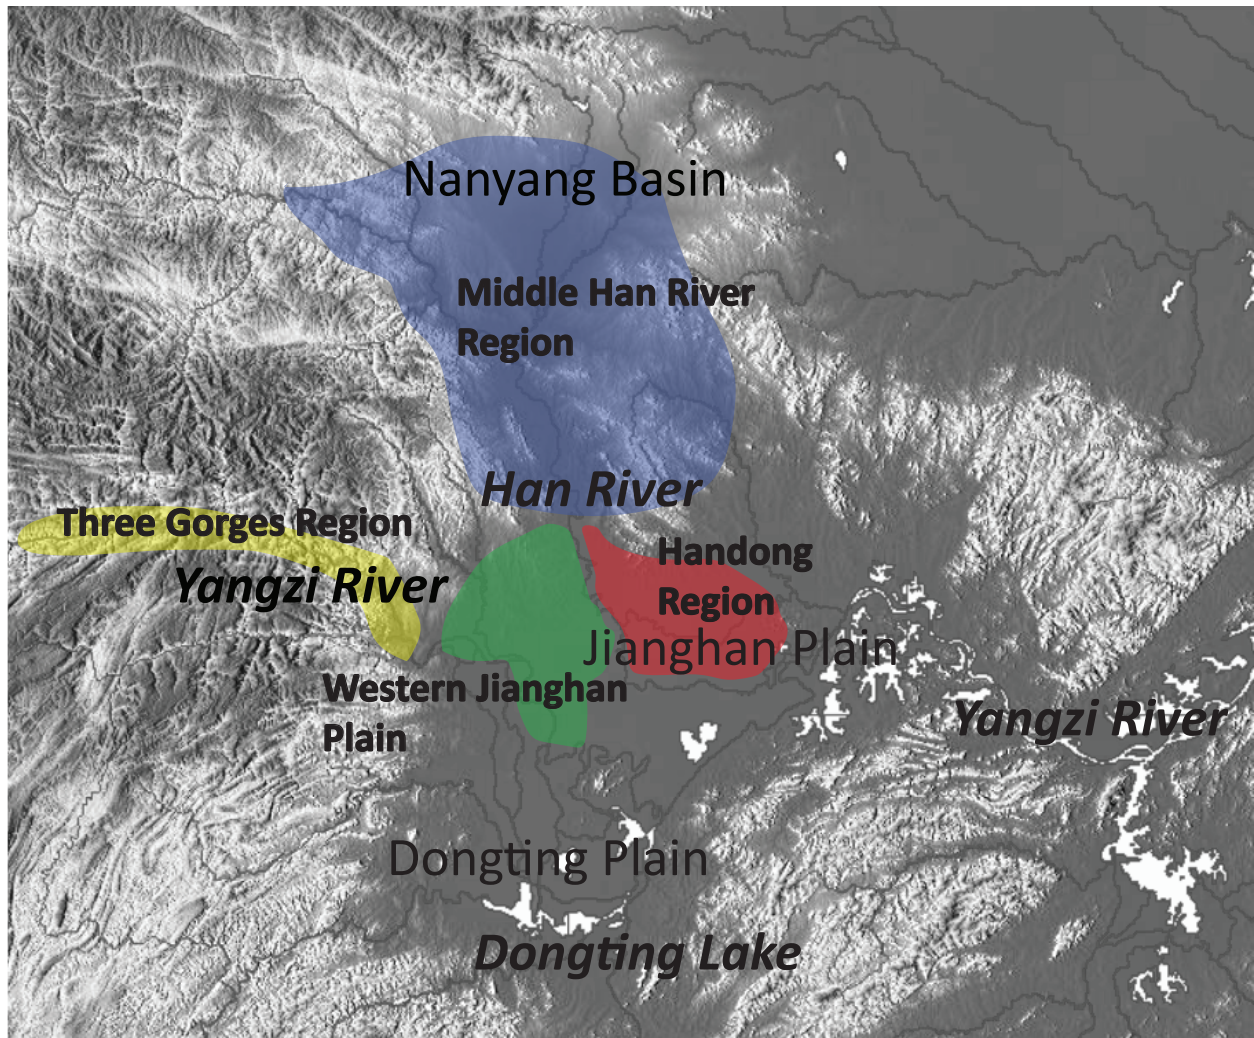 Nanyang Basin
Middle Han River
Region
Han River
Three Gorges Region
Yangzi River
Handong
Region
Jianghan Plain
Western Jianghan
Plain
Yangzi River
Dongting Plain
Dongting Lake